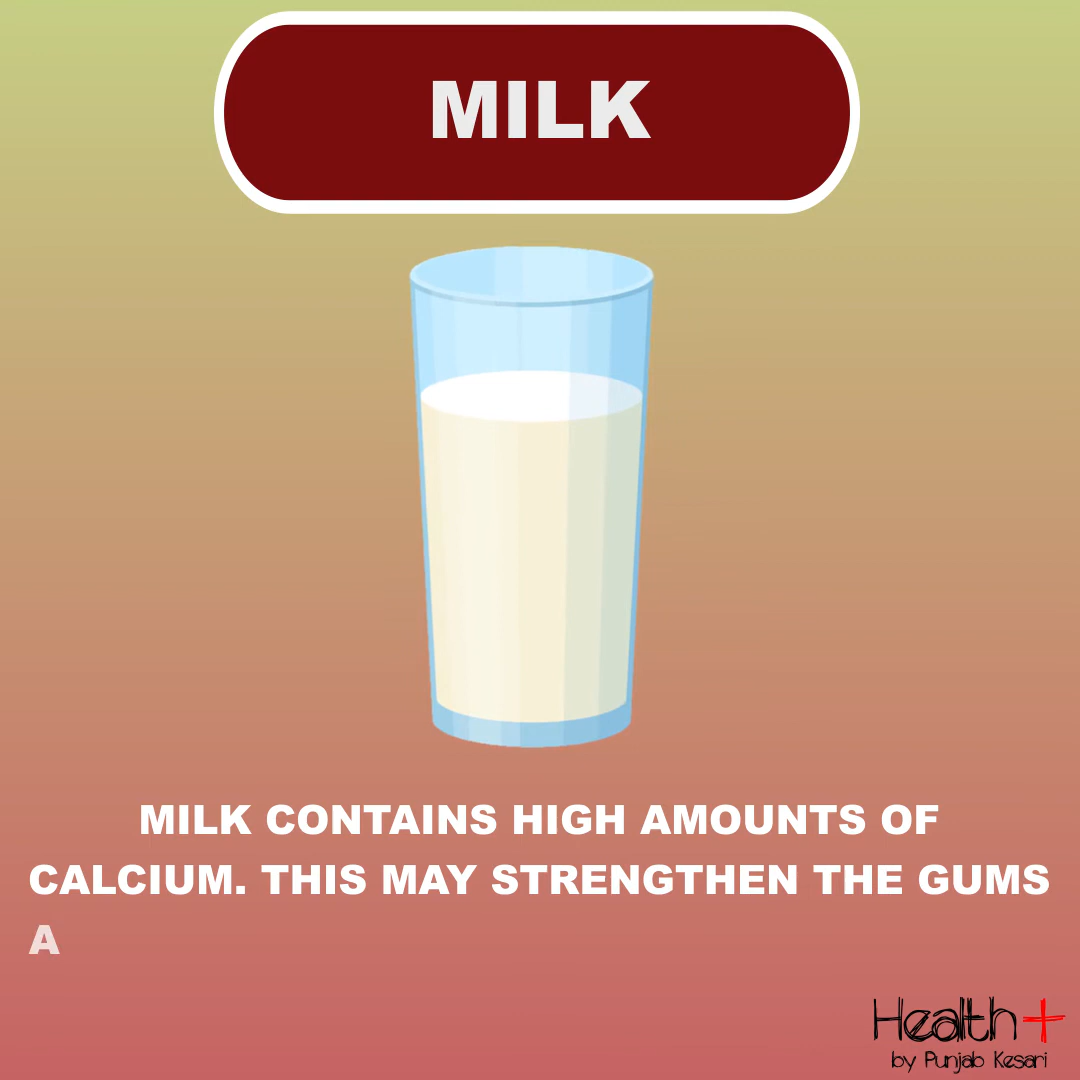 MILK
MILK CONTAINS HIGH AMOUNTS OF
CALCIUM. THIS MAY STRENGTHEN THE GUMS
A
Health+
by Punjab Kesari